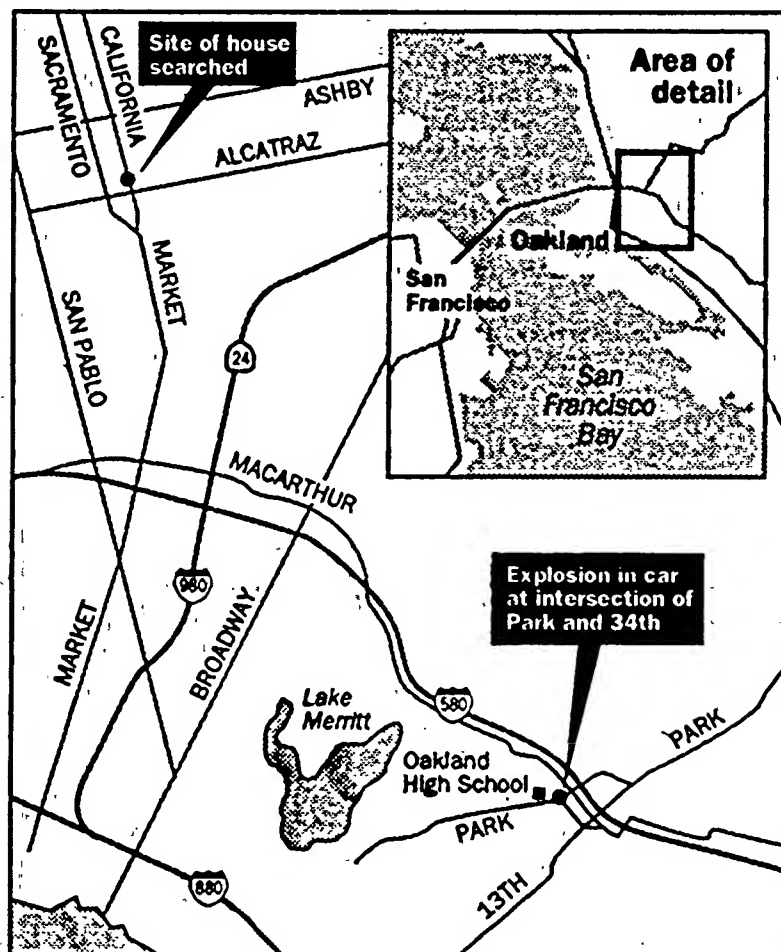 Site of house
searched
SACRAMENTO
CALIFORNIA
ASHBY
ALCATRAZ
MARKET
SAN PABLO
24
Area of
detail
Oakland
San
Francisco
San
Francisco
Bay
MACARTHUR
980
MARKET
BROADWAY
Explosion in car
at intersection of
Park and 34th
Lake
Merritt
580
Oakland
High School
PARK
PARK
13TH
880